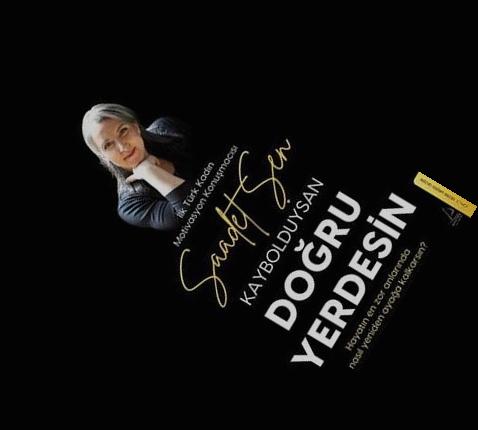 İlk Türk Kadın
Motivasyon Konuşmacısı
Saadet Şen
KAYBOLDUYSAN
DOĞRU
YERDESİN
Hayatın en zor anlarında
nasıl yeniden ayağa kalkarsın?